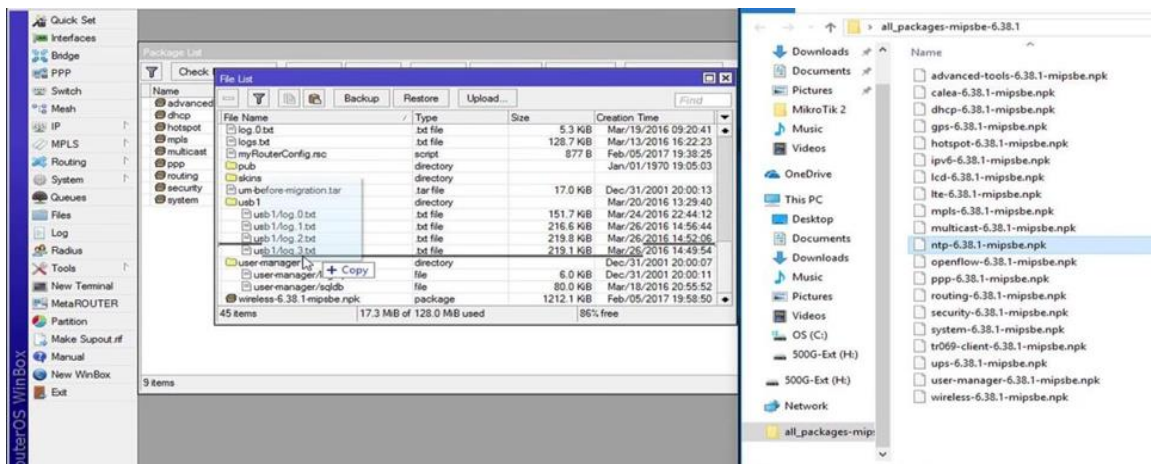 Quick Set
Interfaces
Bridge
PPP
Switch
Mesh
IP
MPLS
Routing
System
Queues
Files
Log
Radius
Tools
New Terminal
MetaROUTER
Partition
Make Supout.rif
Manual
New WinBox
Exit
uterOS WinBox
Package List
Check
Name
advanced
dhcp
hotspot
mpls
multicast
ppp
routing
security
system
9 items
File List
Backup Restore Upload... Find
File Name / Type Size Creation Time
log.0.txt .txt file 5.3 KiB Mar/19/2016 09:20:41
logs.txt .txt file 128.7 KiB Mar/13/2016 16:22:23
myRouterConfig.rsc script 877 B Feb/05/2017 19:38:25
pub directory Jan/01/1970 19:05:03
skins directory
um-before-migration.tar .tar file 17.0 KiB Dec/31/2001 20:00:13
usb1 directory Mar/20/2016 13:29:40
usb1/log.0.txt .txt file 151.7 KiB Mar/24/2016 22:44:12
usb1/log.1.txt .txt file 216.6 KiB Mar/26/2016 14:56:44
usb1/log.2.txt .txt file 219.8 KiB Mar/26/2016 14:52:06
usb1/log.3.txt .txt file 219.1 KiB Mar/26/2016 14:49:54
user-manager directory Dec/31/2001 20:00:07
user-manager/ file 6.0 KiB Dec/31/2001 20:00:11
user-manager/sqldb file 80.0 KiB Mar/18/2016 20:55:52
wireless-6.38.1-mipsbe.npk package 1212.1 KiB Feb/05/2017 19:58:50
+ Copy
45 items 17.3 MiB of 128.0 MiB used 86% free
all_packages-mipsbe-6.38.1
Downloads
Documents
Pictures
MikroTik 2
Music
Videos
OneDrive
This PC
Desktop
Documents
Downloads
Music
Pictures
Videos
OS (C:)
500G-Ext (H:)
500G-Ext (H:)
Network
all_packages-mips
Name
advanced-tools-6.38.1-mipsbe.npk
calea-6.38.1-mipsbe.npk
dhcp-6.38.1-mipsbe.npk
gps-6.38.1-mipsbe.npk
hotspot-6.38.1-mipsbe.npk
ipv6-6.38.1-mipsbe.npk
lcd-6.38.1-mipsbe.npk
lte-6.38.1-mipsbe.npk
mpls-6.38.1-mipsbe.npk
multicast-6.38.1-mipsbe.npk
ntp-6.38.1-mipsbe.npk
openflow-6.38.1-mipsbe.npk
ppp-6.38.1-mipsbe.npk
routing-6.38.1-mipsbe.npk
security-6.38.1-mipsbe.npk
system-6.38.1-mipsbe.npk
tr069-client-6.38.1-mipsbe.npk
ups-6.38.1-mipsbe.npk
user-manager-6.38.1-mipsbe.npk
wireless-6.38.1-mipsbe.npk